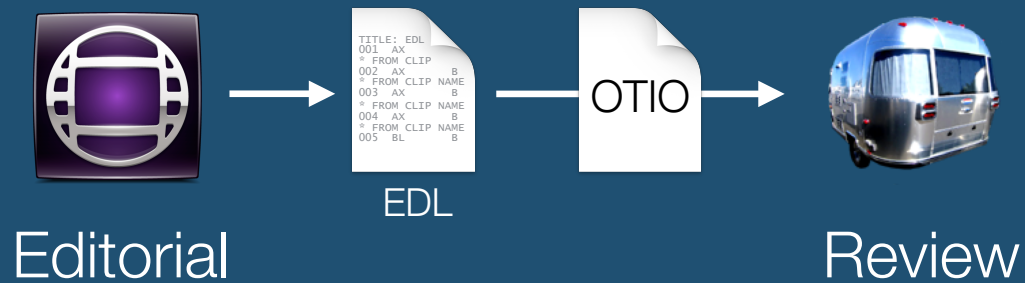 TITLE: EDL
001 AX
* FROM CLIP
002 AX B
* FROM CLIP NAME
003 AX B
* FROM CLIP NAME
004 AX B
* FROM CLIP NAME
005 BL B
OTIO
EDL
Editorial
Review